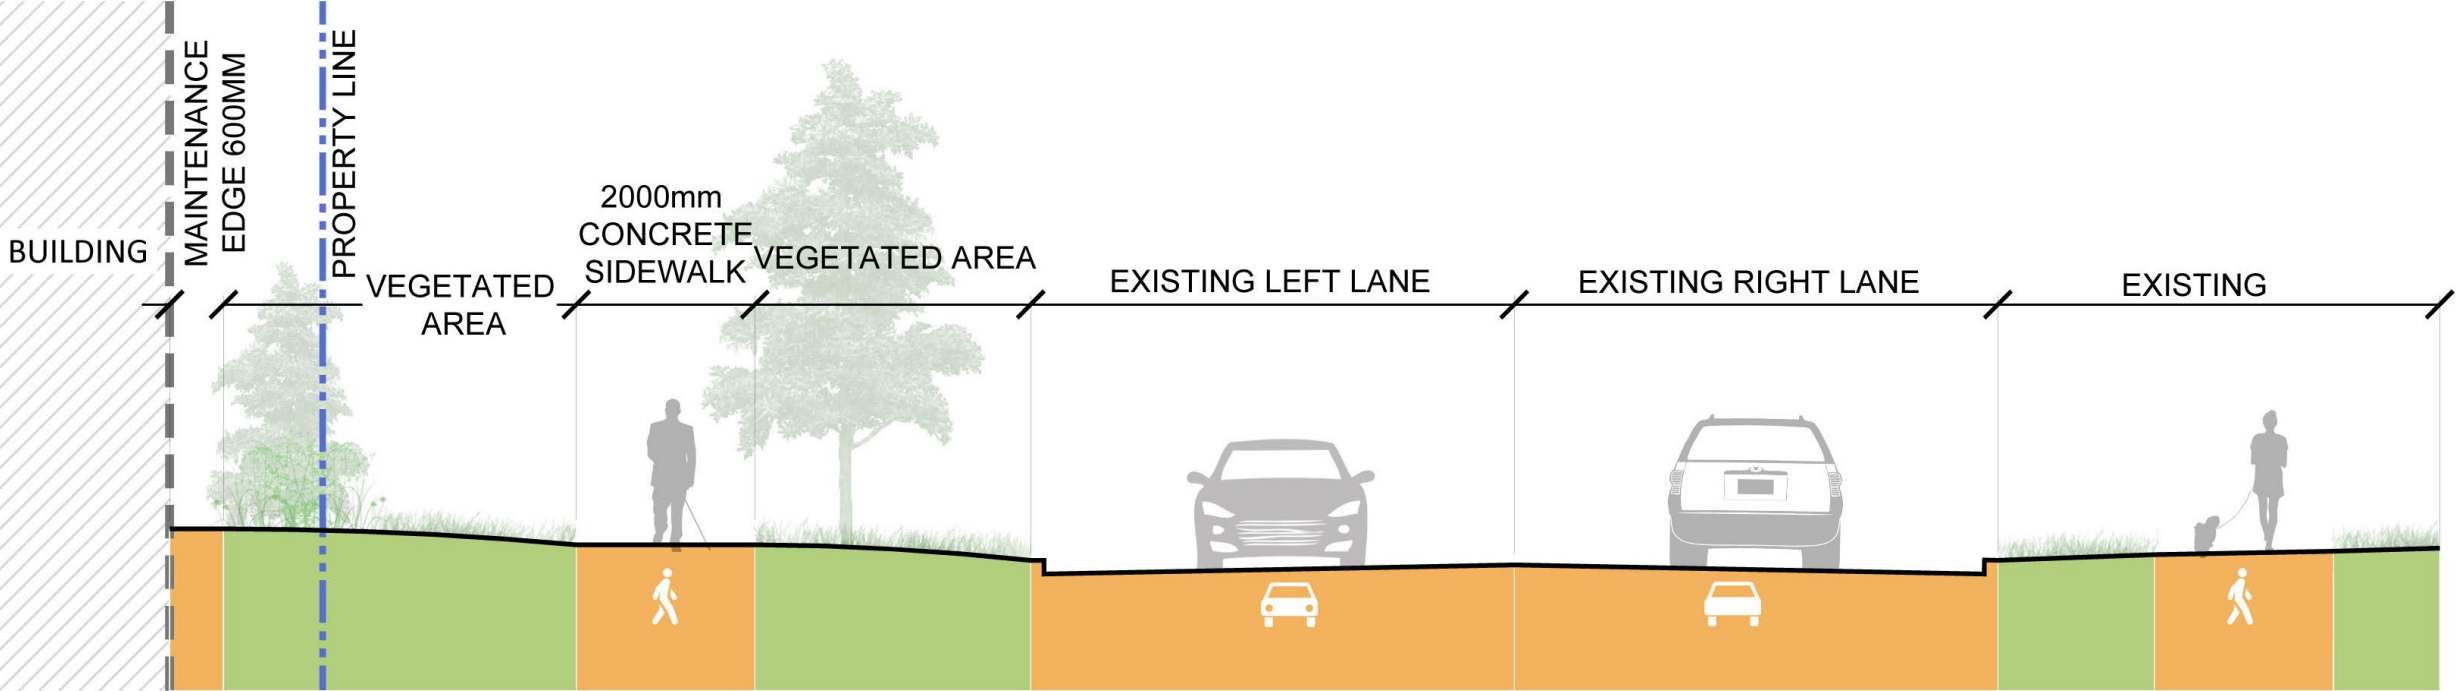 BUILDING
MAINTENANCE
EDGE 600MM
PROPERTY LINE
VEGETATED
AREA
2000mm
CONCRETE
SIDEWALK
VEGETATED AREA
EXISTING LEFT LANE
EXISTING RIGHT LANE
EXISTING